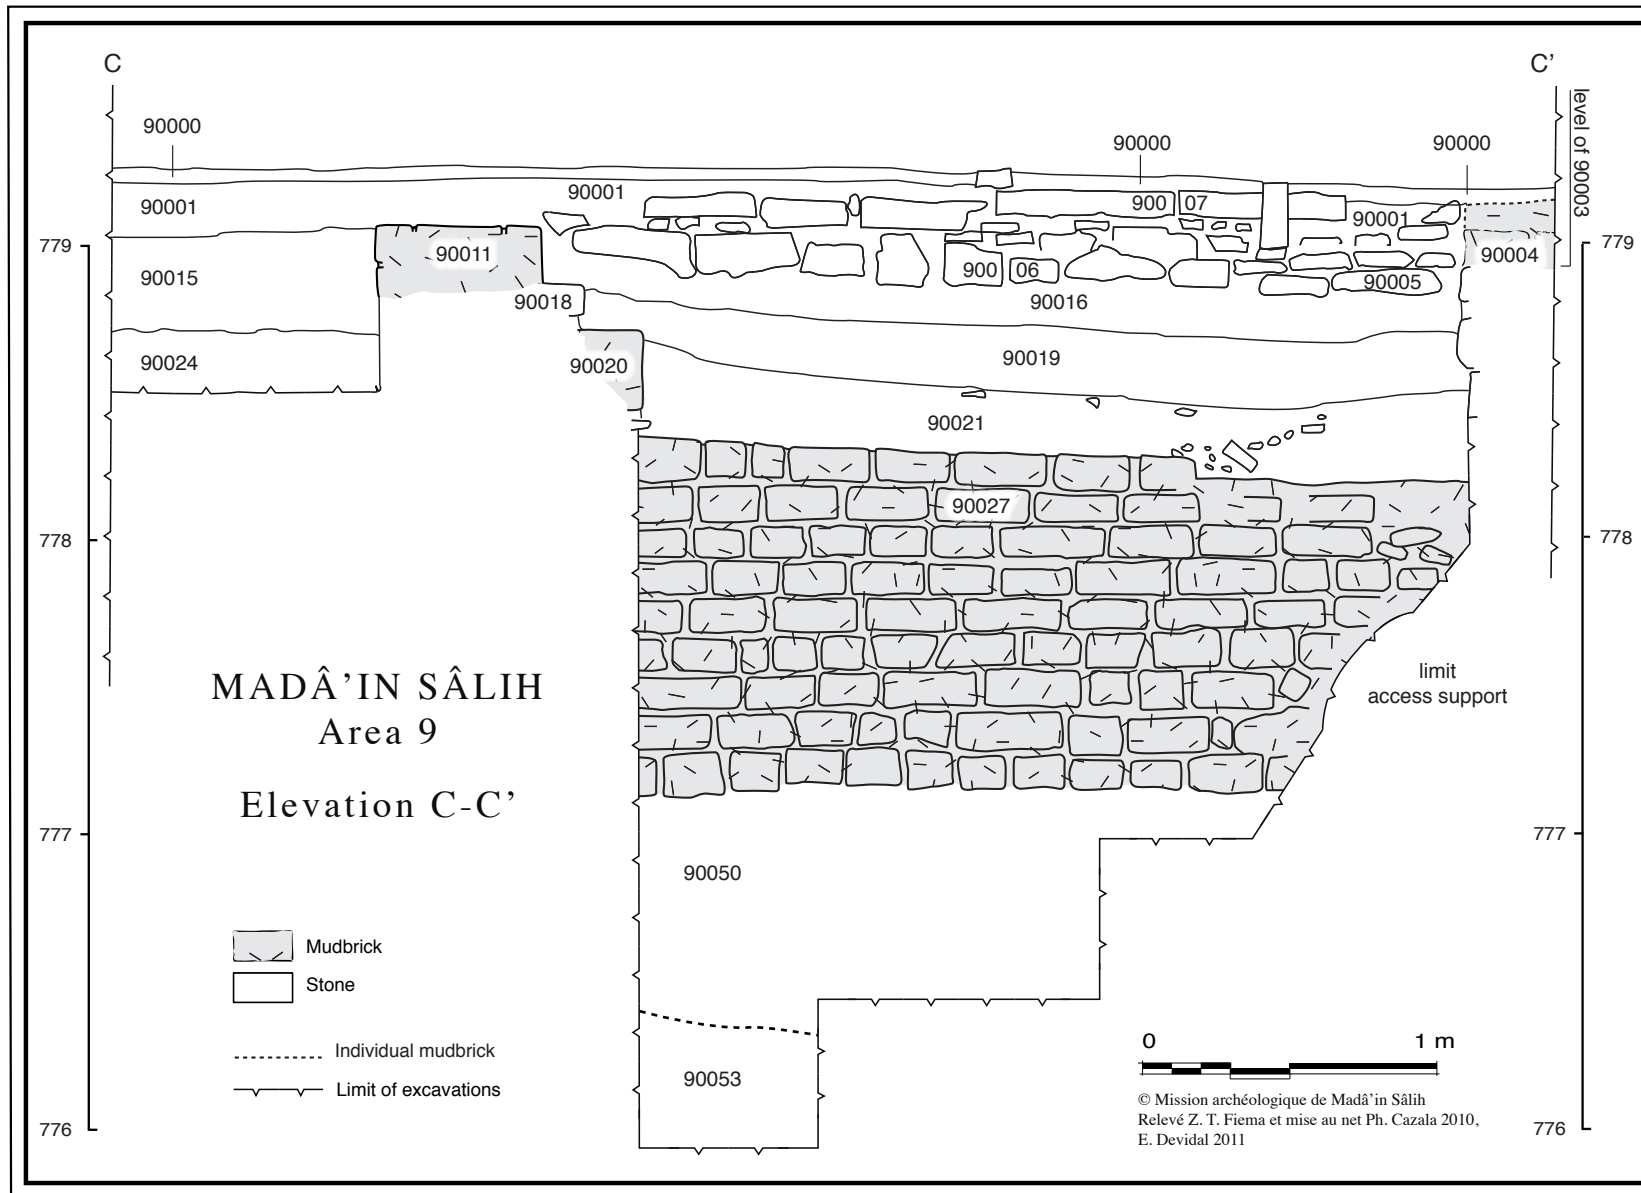 C
C’
90000
90000
90000
level of 90003
90001
90001
900
07
90001
779
779
90011
90004
90015
900
06
90005
90018
90016
90024
90020
90019
90021
90027
778
778
MADÂ’IN SÂLIH
Area 9
Elevation C-C’
limit
access support
777
777
90050
Mudbrick
Stone
Individual mudbrick
Limit of excavations
90053
0
1 m
© Mission archéologique de Madâ’in Sâlih
Relevé Z. T. Fiema et mise au net Ph. Cazala 2010,
E. Devidal 2011
776
776